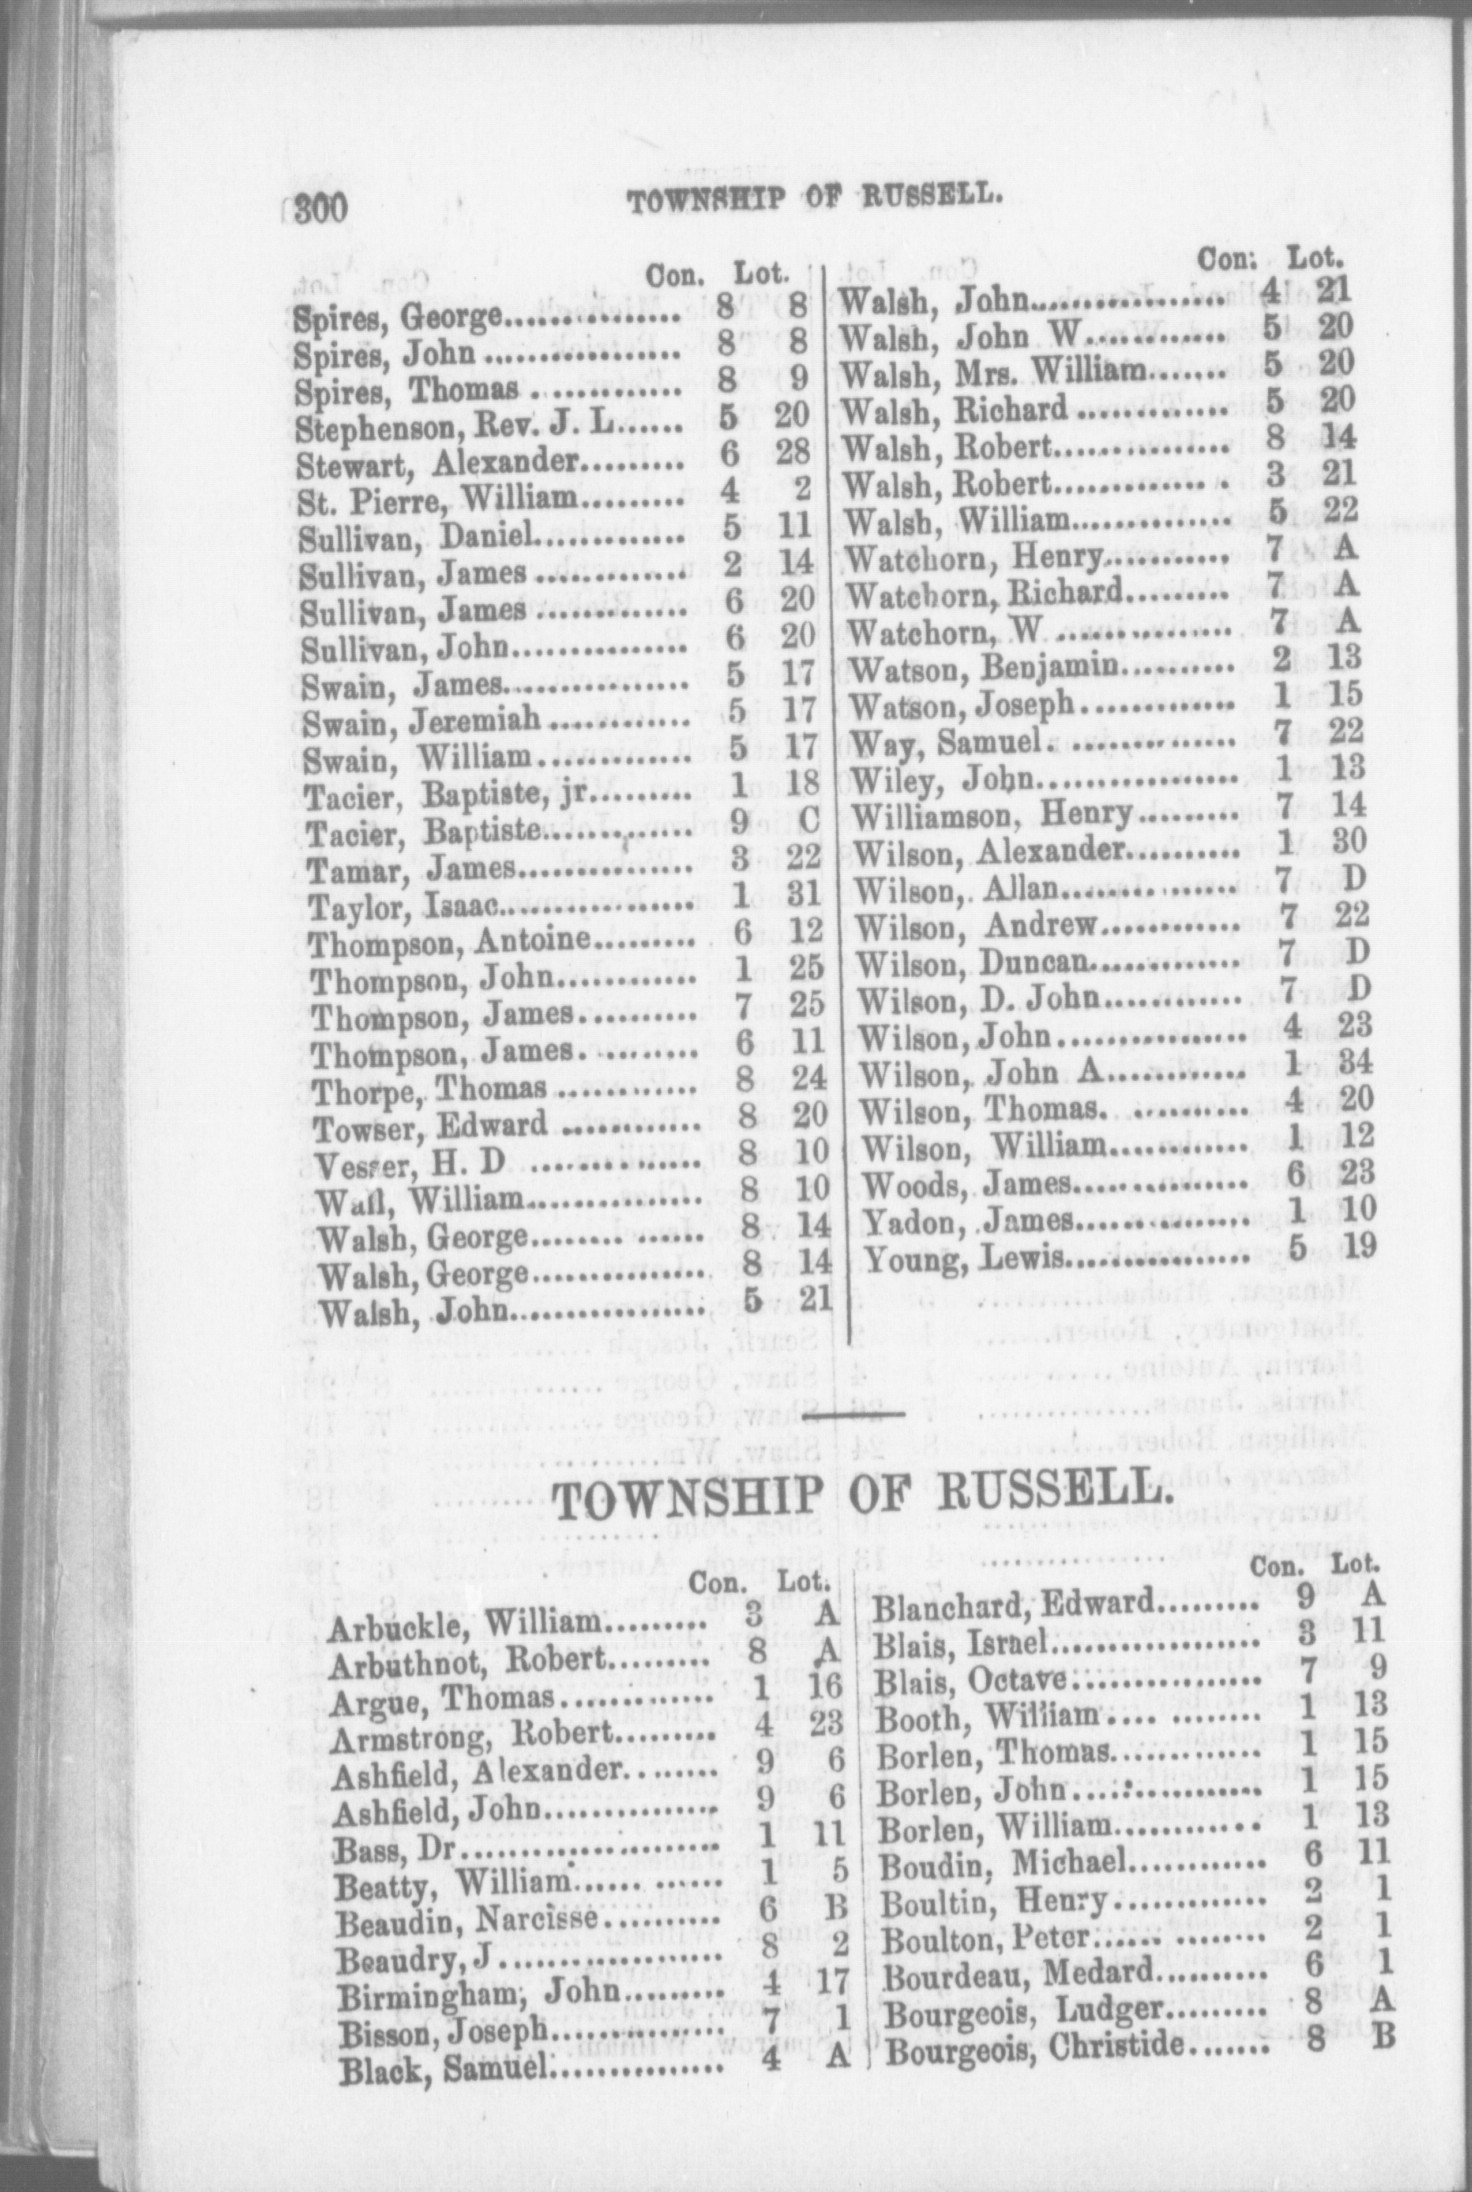 300 TOWNSHIP OF RUSSELL.
Con. Lot.
Spires, George 8 8
Spires, John 8 8
Spires, Thomas 8 9
Stephenson, Rev. J. L. 5 20
Stewart, Alexander 6 28
St. Pierre, William 4 2
Sullivan, Daniel 5 11
Sullivan, James 2 14
Sullivan, James 6 20
Sullivan, John 6 20
Swain, James 5 17
Swain, Jeremiah 5 17
Swain, William 5 17
Tacier, Baptiste, jr. 1 18
Tacier, Baptiste 9 C
Tamar, James 3 22
Taylor, Isaac 1 31
Thompson, Antoine 6 12
Thompson, John 1 25
Thompson, James 7 25
Thompson, James 6 11
Thorpe, Thomas 8 24
Towser, Edward 8 20
Vesser, H. D 8 10
Wall, William 8 10
Walsh, George 8 14
Walsh, George 8 14
Walsh, John 5 21
Con. Lot.
Walsh, John 4 21
Walsh, John W 5 20
Walsh, Mrs. William 5 20
Walsh, Richard 5 20
Walsh, Robert 8 14
Walsh, Robert 3 21
Walsh, William 5 22
Watchorn, Henry 7 A
Watchorn, Richard 7 A
Watchorn, W 7 A
Watson, Benjamin 2 13
Watson, Joseph 1 15
Way, Samuel 7 22
Wiley, John 1 13
Williamson, Henry 7 14
Wilson, Alexander 1 30
Wilson, Allan 7 D
Wilson, Andrew 7 22
Wilson, Duncan 7 D
Wilson, D. John 7 D
Wilson, John 4 23
Wilson, John A 1 34
Wilson, Thomas 4 20
Wilson, William 1 12
Woods, James 6 23
Yadon, James 1 10
Young, Lewis 5 19
TOWNSHIP OF RUSSELL.
Con. Lot.
Arbuckle, William 3 A
Arbuthnot, Robert 8 A
Argue, Thomas 1 16
Armstrong, Robert 4 23
Ashfield, Alexander 9 6
Ashfield, John 9 6
Bass, Dr 1 11
Beatty, William 1 5
Beaudin, Narcisse 6 B
Beaudry, J 8 2
Birmingham, John 4 17
Bisson, Joseph 7 1
Black, Samuel 4 A
Con. Lot.
Blanchard, Edward 9 A
Blais, Israel 3 11
Blais, Octave 7 9
Booth, William 1 13
Borlen, Thomas 1 15
Borlen, John 1 15
Borlen, William 1 13
Boudin, Michael 6 11
Boultin, Henry 2 1
Boulton, Peter 2 1
Bourdeau, Medard 6 1
Bourgeois, Ludger 8 A
Bourgeois, Christide 8 B